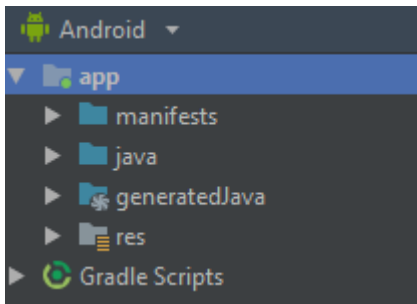 Android
app
manifests
java
generatedJava
res
Gradle Scripts